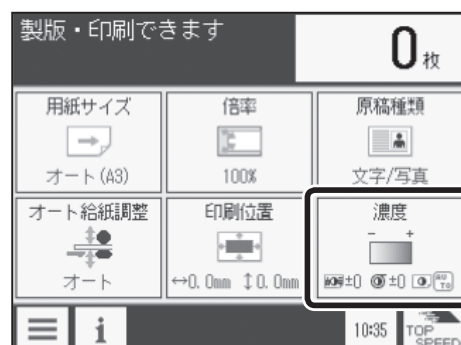 製版・印刷できます
0枚
用紙サイズ
オート(A3)
倍率
100%
原稿種類
文字/写真
オート給紙調整
オート
印刷位置
↔0.0mm ↕0.0mm
濃度
- +
±0 ±0 AUTO
i
10:35
TOP
SPEED